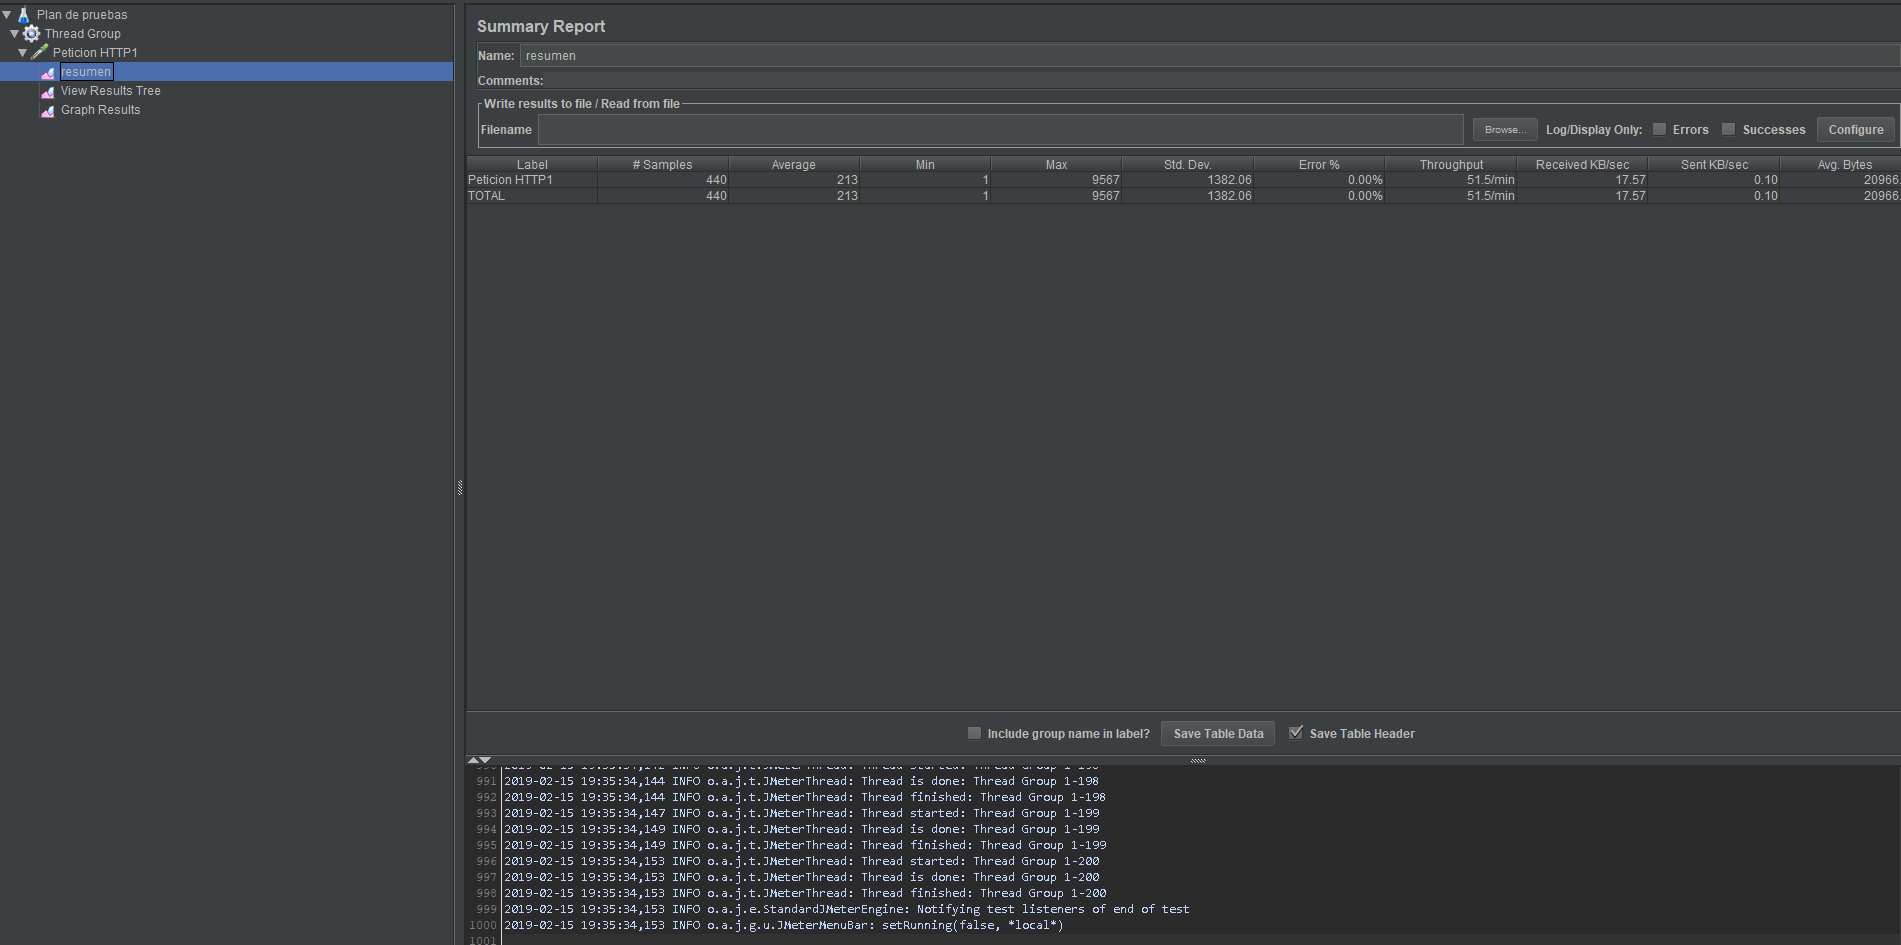 Plan de pruebas
Thread Group
Peticion HTTP1
resumen
View Results Tree
Graph Results
Summary Report
Name: resumen
Comments:
Write results to file / Read from file
Filename Browse... Log/Display Only: Errors Successes Configure
Label # Samples Average Min Max Std. Dev. Error % Throughput Received KB/sec Sent KB/sec Avg. Bytes
Peticion HTTP1 440 213 1 9567 1382.06 0.00% 51.5/min 17.57 0.10 20966.
TOTAL 440 213 1 9567 1382.06 0.00% 51.5/min 17.57 0.10 20966.
Include group name in label? Save Table Data Save Table Header
991 2019-02-15 19:35:34,144 INFO o.a.j.t.JMeterThread: Thread is done: Thread Group 1-198
992 2019-02-15 19:35:34,144 INFO o.a.j.t.JMeterThread: Thread finished: Thread Group 1-198
993 2019-02-15 19:35:34,147 INFO o.a.j.t.JMeterThread: Thread started: Thread Group 1-199
994 2019-02-15 19:35:34,149 INFO o.a.j.t.JMeterThread: Thread is done: Thread Group 1-199
995 2019-02-15 19:35:34,149 INFO o.a.j.t.JMeterThread: Thread finished: Thread Group 1-199
996 2019-02-15 19:35:34,153 INFO o.a.j.t.JMeterThread: Thread started: Thread Group 1-200
997 2019-02-15 19:35:34,153 INFO o.a.j.t.JMeterThread: Thread is done: Thread Group 1-200
998 2019-02-15 19:35:34,153 INFO o.a.j.t.JMeterThread: Thread finished: Thread Group 1-200
999 2019-02-15 19:35:34,153 INFO o.a.j.e.StandardJMeterEngine: Notifying test listeners of end of test
1000 2019-02-15 19:35:34,153 INFO o.a.j.g.u.JMeterMenuBar: setRunning(false, *local*)
1001